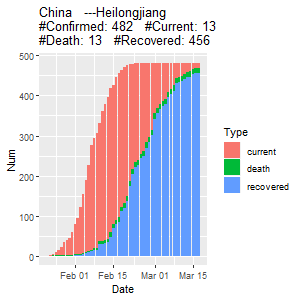 China   ---Heilongjiang
#Confirmed: 482   #Current: 13
#Death: 13   #Recovered: 456
500
400
300
200
100
0
Num
Feb 01
Feb 15
Mar 01
Mar 15
Date
Type
current
death
recovered